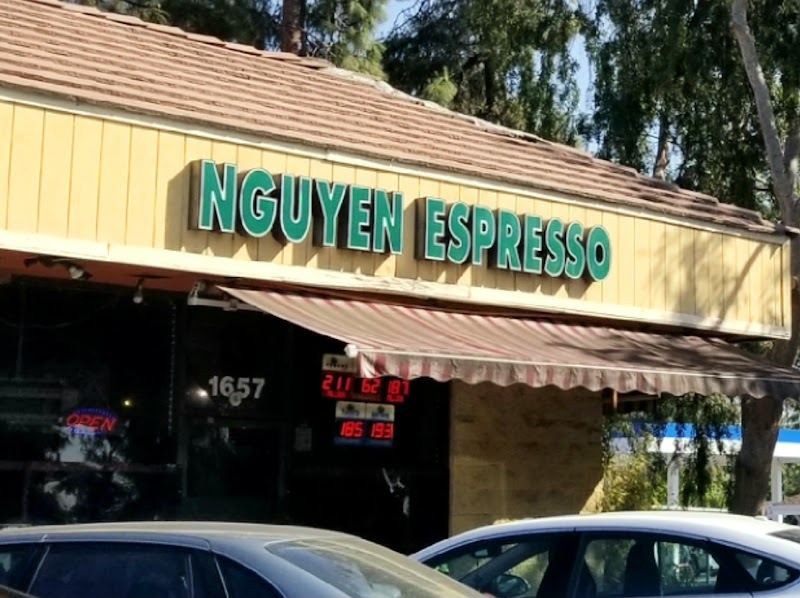 NGUYEN ESPRESSO
1657
211 62 187
OPEN
185 193